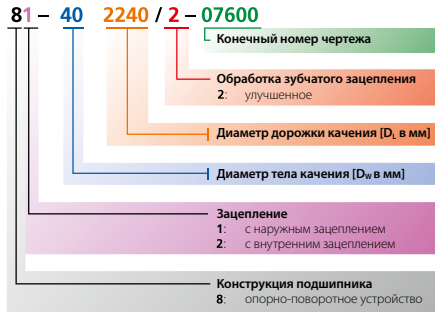 81 – 40 2240 / 2 – 07600
Конечный номер чертежа
Обработка зубчатого зацепления
2: улучшенное
Диаметр дорожки качения [DL в мм]
Диаметр тела качения [DW в мм]
Зацепление
1: с наружным зацеплением
2: с внутренним зацеплением
Конструкция подшипника
8: опорно-поворотное устройство